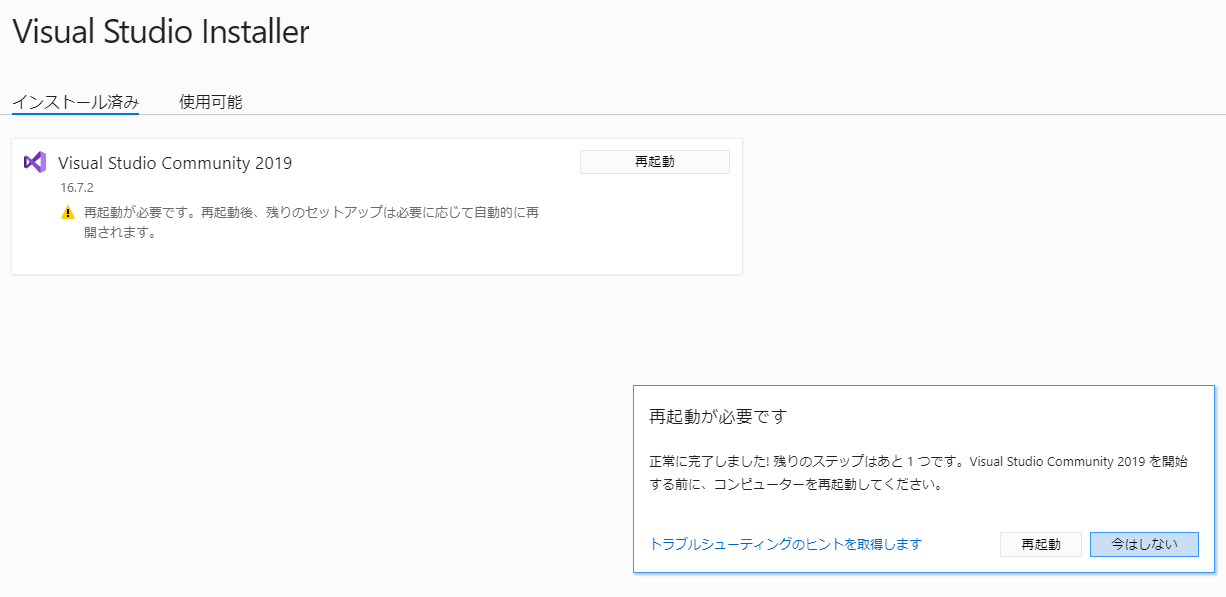 Visual Studio Installer
インストール済み 使用可能
Visual Studio Community 2019 再起動
16.7.2
再起動が必要です。再起動後、残りのセットアップは必要に応じて自動的に再
開されます。
再起動が必要です
正常に完了しました! 残りのステップはあと 1 つです。Visual Studio Community 2019 を開始
する前に、コンピューターを再起動してください。
トラブルシューティングのヒントを取得します 再起動 今はしない